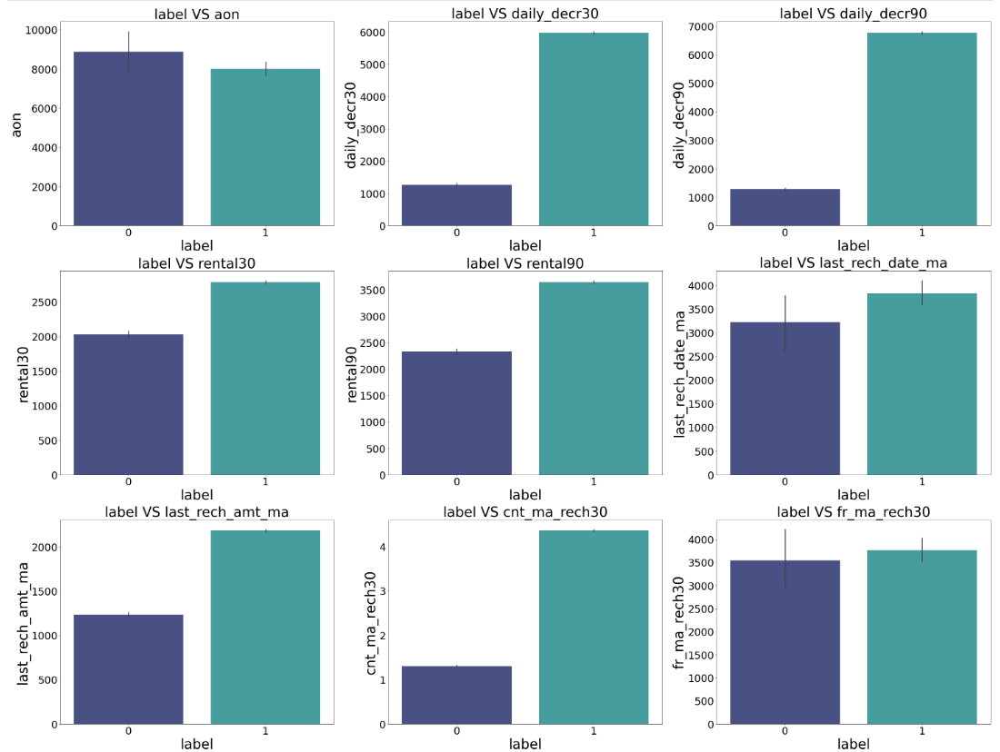 label VS aon
10000
8000
6000
4000
2000
0
aon
0 1
label
label VS daily_decr30
6000
5000
4000
3000
2000
1000
0
daily_decr30
0 1
label
label VS daily_decr90
7000
6000
5000
4000
3000
2000
1000
0
daily_decr90
0 1
label
label VS rental30
2500
2000
1500
1000
500
0
rental30
0 1
label
label VS rental90
3500
3000
2500
2000
1500
1000
500
0
rental90
0 1
label
label VS last_rech_date_ma
4000
3500
3000
2500
2000
1500
1000
500
0
last_rech_date_ma
0 1
label
label VS last_rech_amt_ma
2000
1500
1000
500
0
last_rech_amt_ma
0 1
label
label VS cnt_ma_rech30
4
3
2
1
0
cnt_ma_rech30
0 1
label
label VS fr_ma_rech30
4000
3500
3000
2500
2000
1500
1000
500
0
fr_ma_rech30
0 1
label